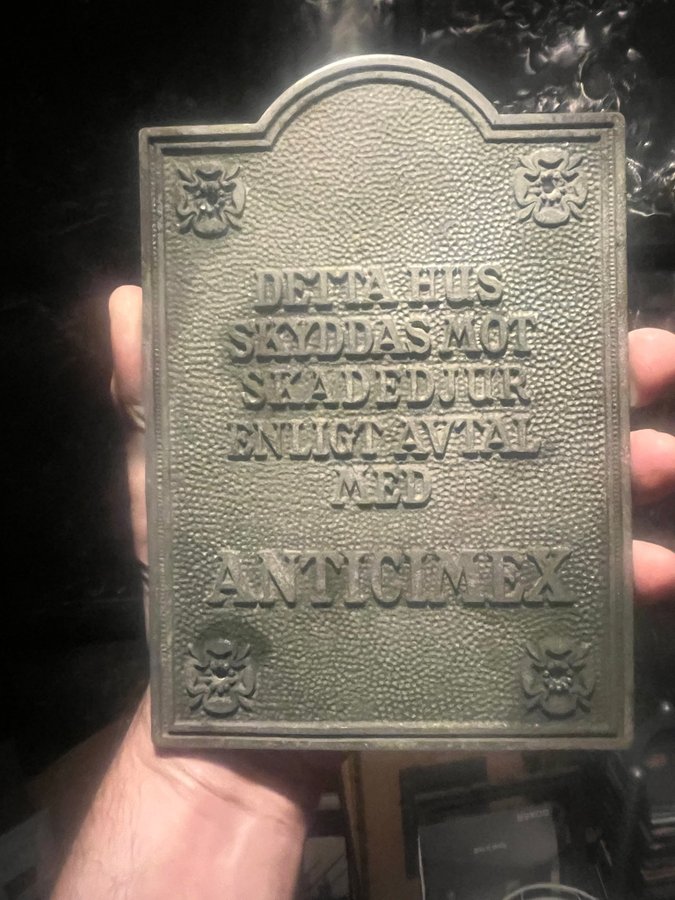 DETTA HUS
SKYDDAS MOT
SKADEDJUR
ENLIGT AVTAL
MED
ANTICIMEX